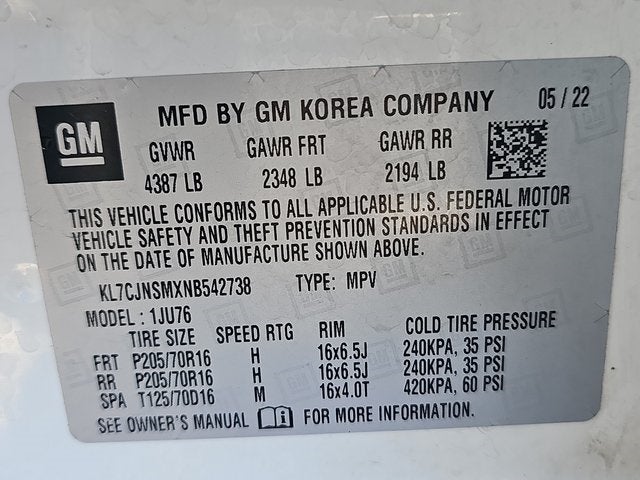 GM
MFD BY GM KOREA COMPANY 05 / 22
GVWR GAWR FRT GAWR RR
4387 LB 2348 LB 2194 LB
THIS VEHICLE CONFORMS TO ALL APPLICABLE U.S. FEDERAL MOTOR
VEHICLE SAFETY AND THEFT PREVENTION STANDARDS IN EFFECT
ON THE DATE OF MANUFACTURE SHOWN ABOVE.
KL7CJNSMXNB542738 TYPE: MPV
MODEL: 1JU76
TIRE SIZE SPEED RTG RIM COLD TIRE PRESSURE
FRT P205/70R16 H 16x6.5J 240KPA, 35 PSI
RR P205/70R16 H 16x6.5J 240KPA, 35 PSI
SPA T125/70D16 M 16x4.0T 420KPA, 60 PSI
SEE OWNER'S MANUAL FOR MORE INFORMATION.